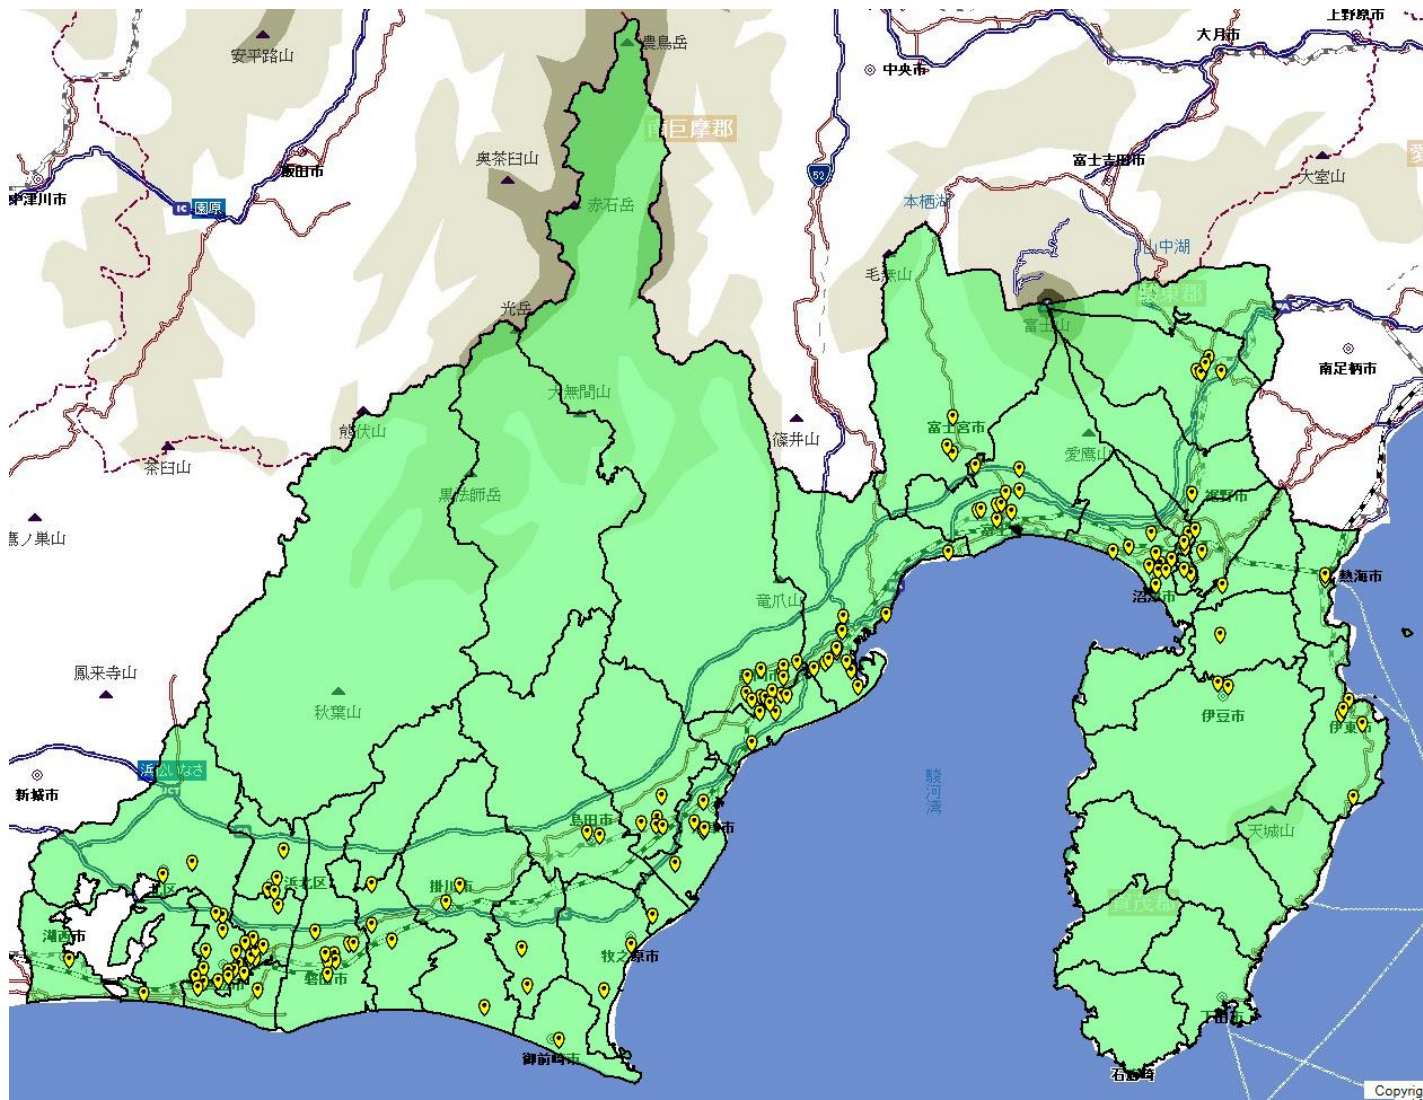 上野原市
大月市
農鳥岳
安平路山
中央市
南巨摩郡
52
富士吉田市
奥茶臼山
飯田市
大室山
中津川市
本栖湖
赤石岳
園原
山中湖
毛無山
駿東郡
光岳
富士山
南足柄市
大無間山
熊伏山
富士宮市
篠井山
愛鷹山
茶臼山
黒法師岳
裾野市
鷹ノ巣山
熱海市
竜爪山
沼津市
鳳来寺山
秋葉山
伊豆市
伊東市
浜松いなさ
駿河湾
新城市
島田市
天城山
浜北区
掛川市
北区
賀茂郡
湖西市
牧之原市
磐田市
下田市
御前崎市
石廊崎
Copyrig